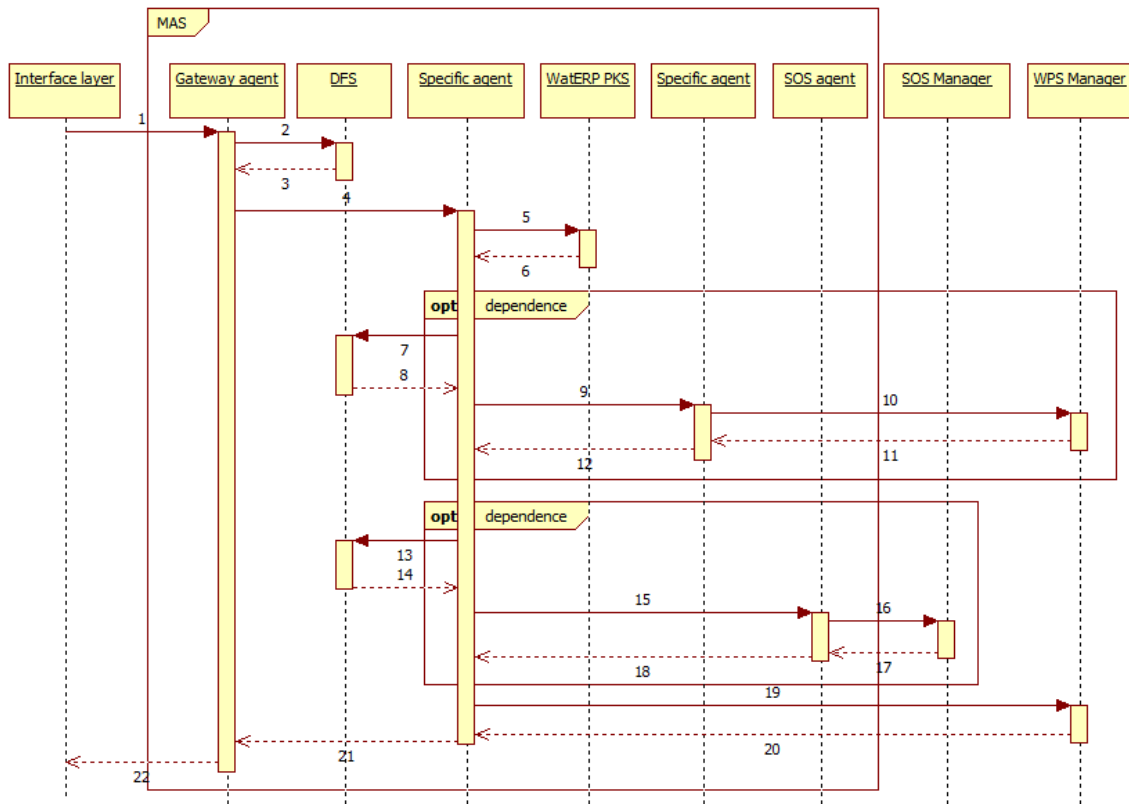 MAS
Interface layer
Gateway agent
DFS
Specific agent
WatERP PKS
Specific agent
SOS agent
SOS Manager
WPS Manager
1
2
3
4
5
6
opt
dependence
7
8
9
10
11
12
opt
dependence
13
14
15
16
17
18
19
20
21
22